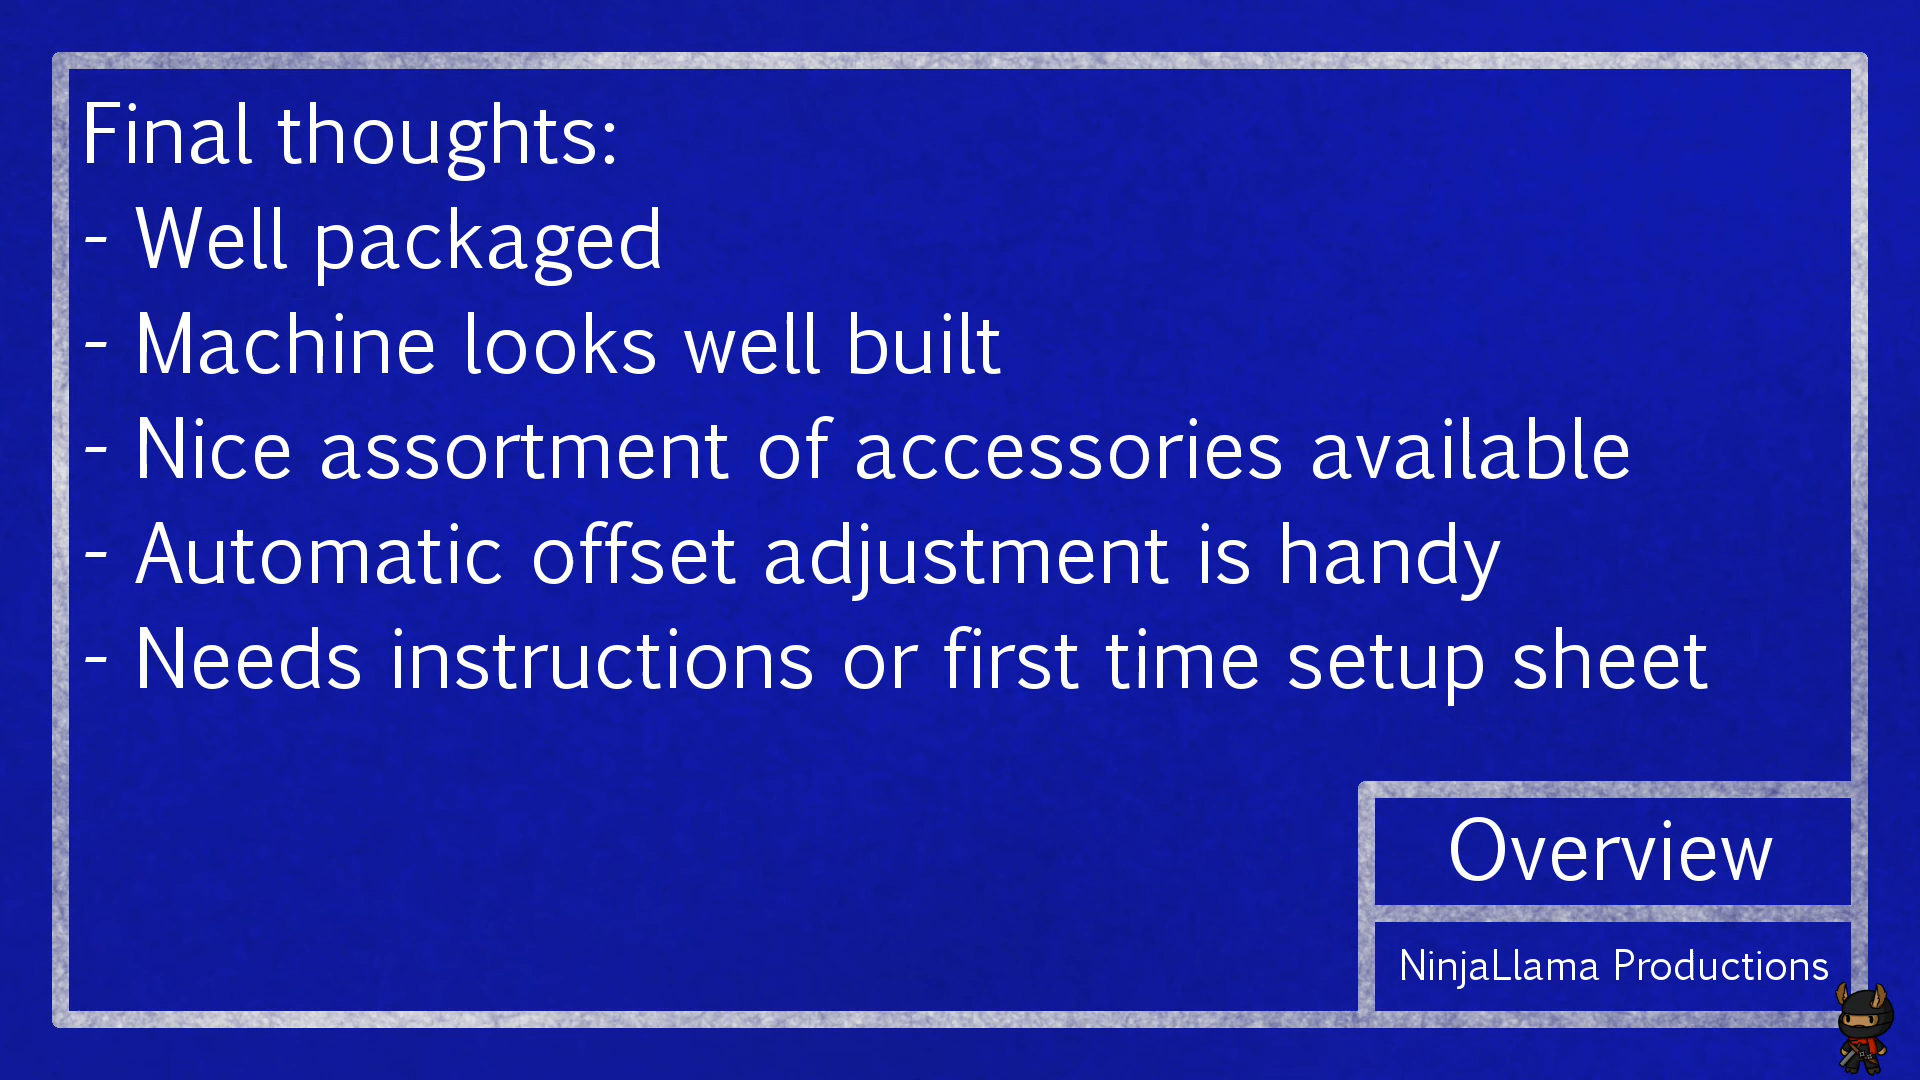 Final thoughts:
- Well packaged
- Machine looks well built
- Nice assortment of accessories available
- Automatic offset adjustment is handy
- Needs instructions or first time setup sheet
Overview
NinjaLlama Productions